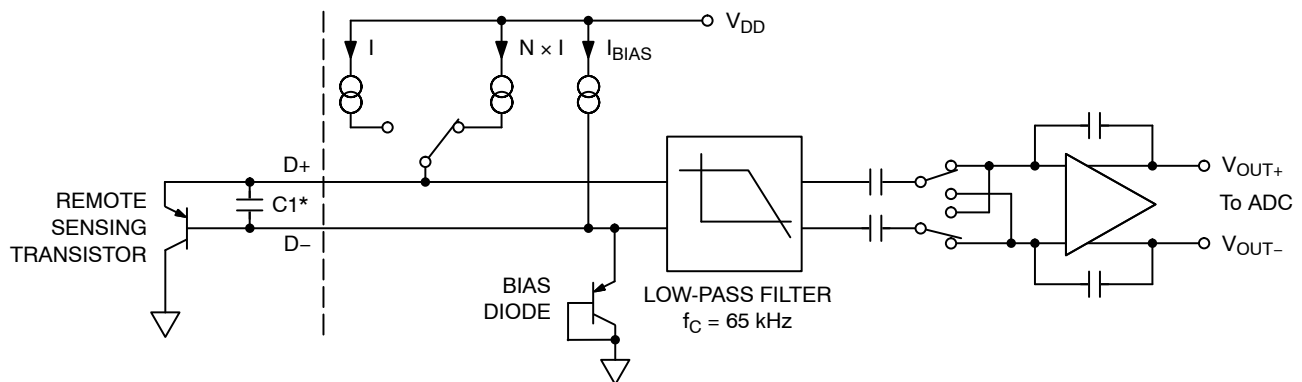 V_DD
I
N × I
I_BIAS
D+
REMOTE
SENSING
TRANSISTOR
C1*
D−
BIAS
DIODE
LOW-PASS FILTER
f_C = 65 kHz
V_OUT+
To ADC
V_OUT−